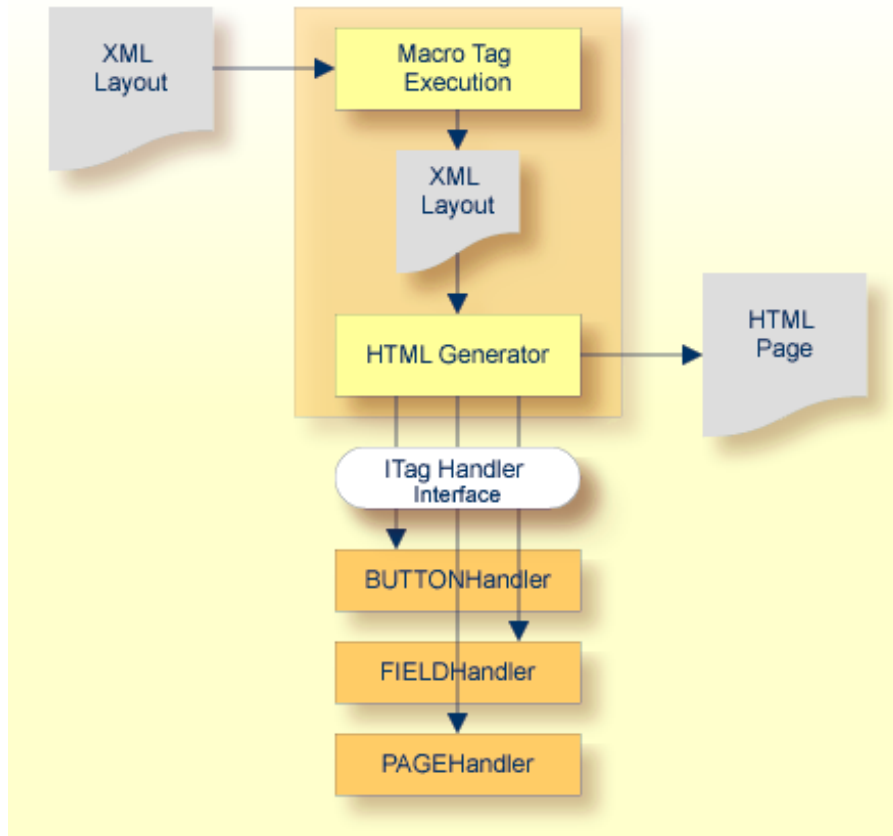 XML
Layout
Macro Tag
Execution
XML
Layout
HTML Generator
HTML
Page
ITag Handler
Interface
BUTTONHandler
FIELDHandler
PAGEHandler